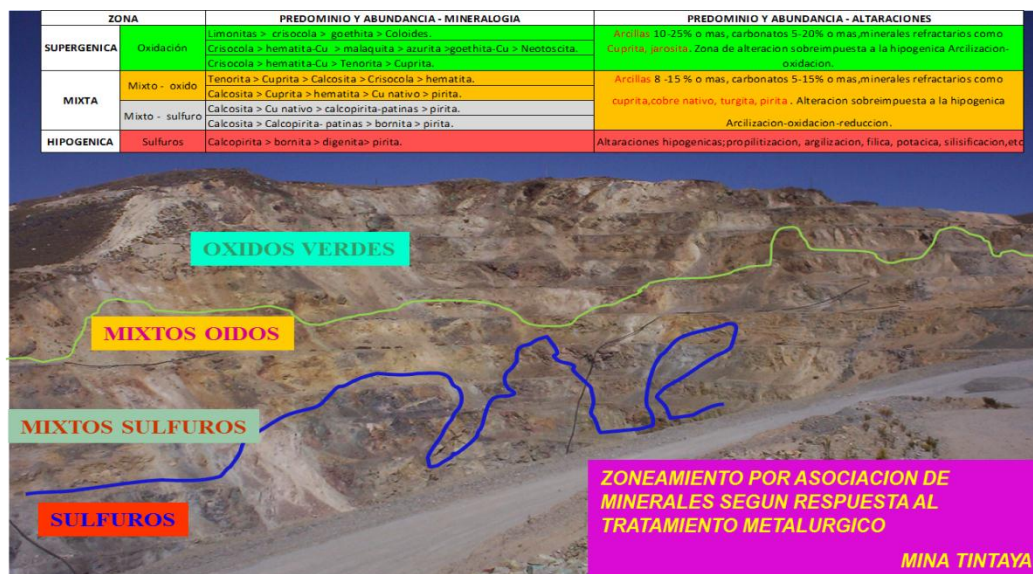 ZONA PREDOMINIO Y ABUNDANCIA - MINERALOGIA PREDOMINIO Y ABUNDANCIA - ALTARACIONES
SUPERGENICA
Oxidación
Limonitas > crisocola > goethita > Coloides.
Crisocola > hematita-Cu > malaquita > azurita >goethita-Cu > Neotoscita.
Crisocola > hematita-Cu > Tenorita > Cuprita.
Arcillas 10-25% o mas, carbonatos 5-20% o mas,minerales refractarios como
Cuprita, jarosita. Zona de alteracion sobreimpuesta a la hipogenica Arcilizacion-
oxidacion.
MIXTA
Mixto - oxido
Tenorita > Cuprita > Calcosita > Crisocola > hematita.
Calcosita > Cuprita > hematita > Cu nativo > pirita.
Mixto - sulfuro
Calcosita > Cu nativo > calcopirita-patinas > pirita.
Calcosita > Calcopirita- patinas > bornita > pirita.
Arcillas 8 -15 % o mas, carbonatos 5-15% o mas,minerales refractarios como
cuprita,cobre nativo, turgita, pirita . Alteracion sobreimpuesta a la hipogenica
Arcilizacion-oxidacion-reduccion.
HIPOGENICA Sulfuros Calcopirita > bornita > digenita> pirita. Altaraciones hipogenicas;propilitizacion, argilizacion, filica, potacica, silisificacion,etc
OXIDOS VERDES
MIXTOS OIDOS
MIXTOS SULFUROS
SULFUROS
ZONEAMIENTO POR ASOCIACION DE
MINERALES SEGUN RESPUESTA AL
TRATAMIENTO METALURGICO
MINA TINTAYA